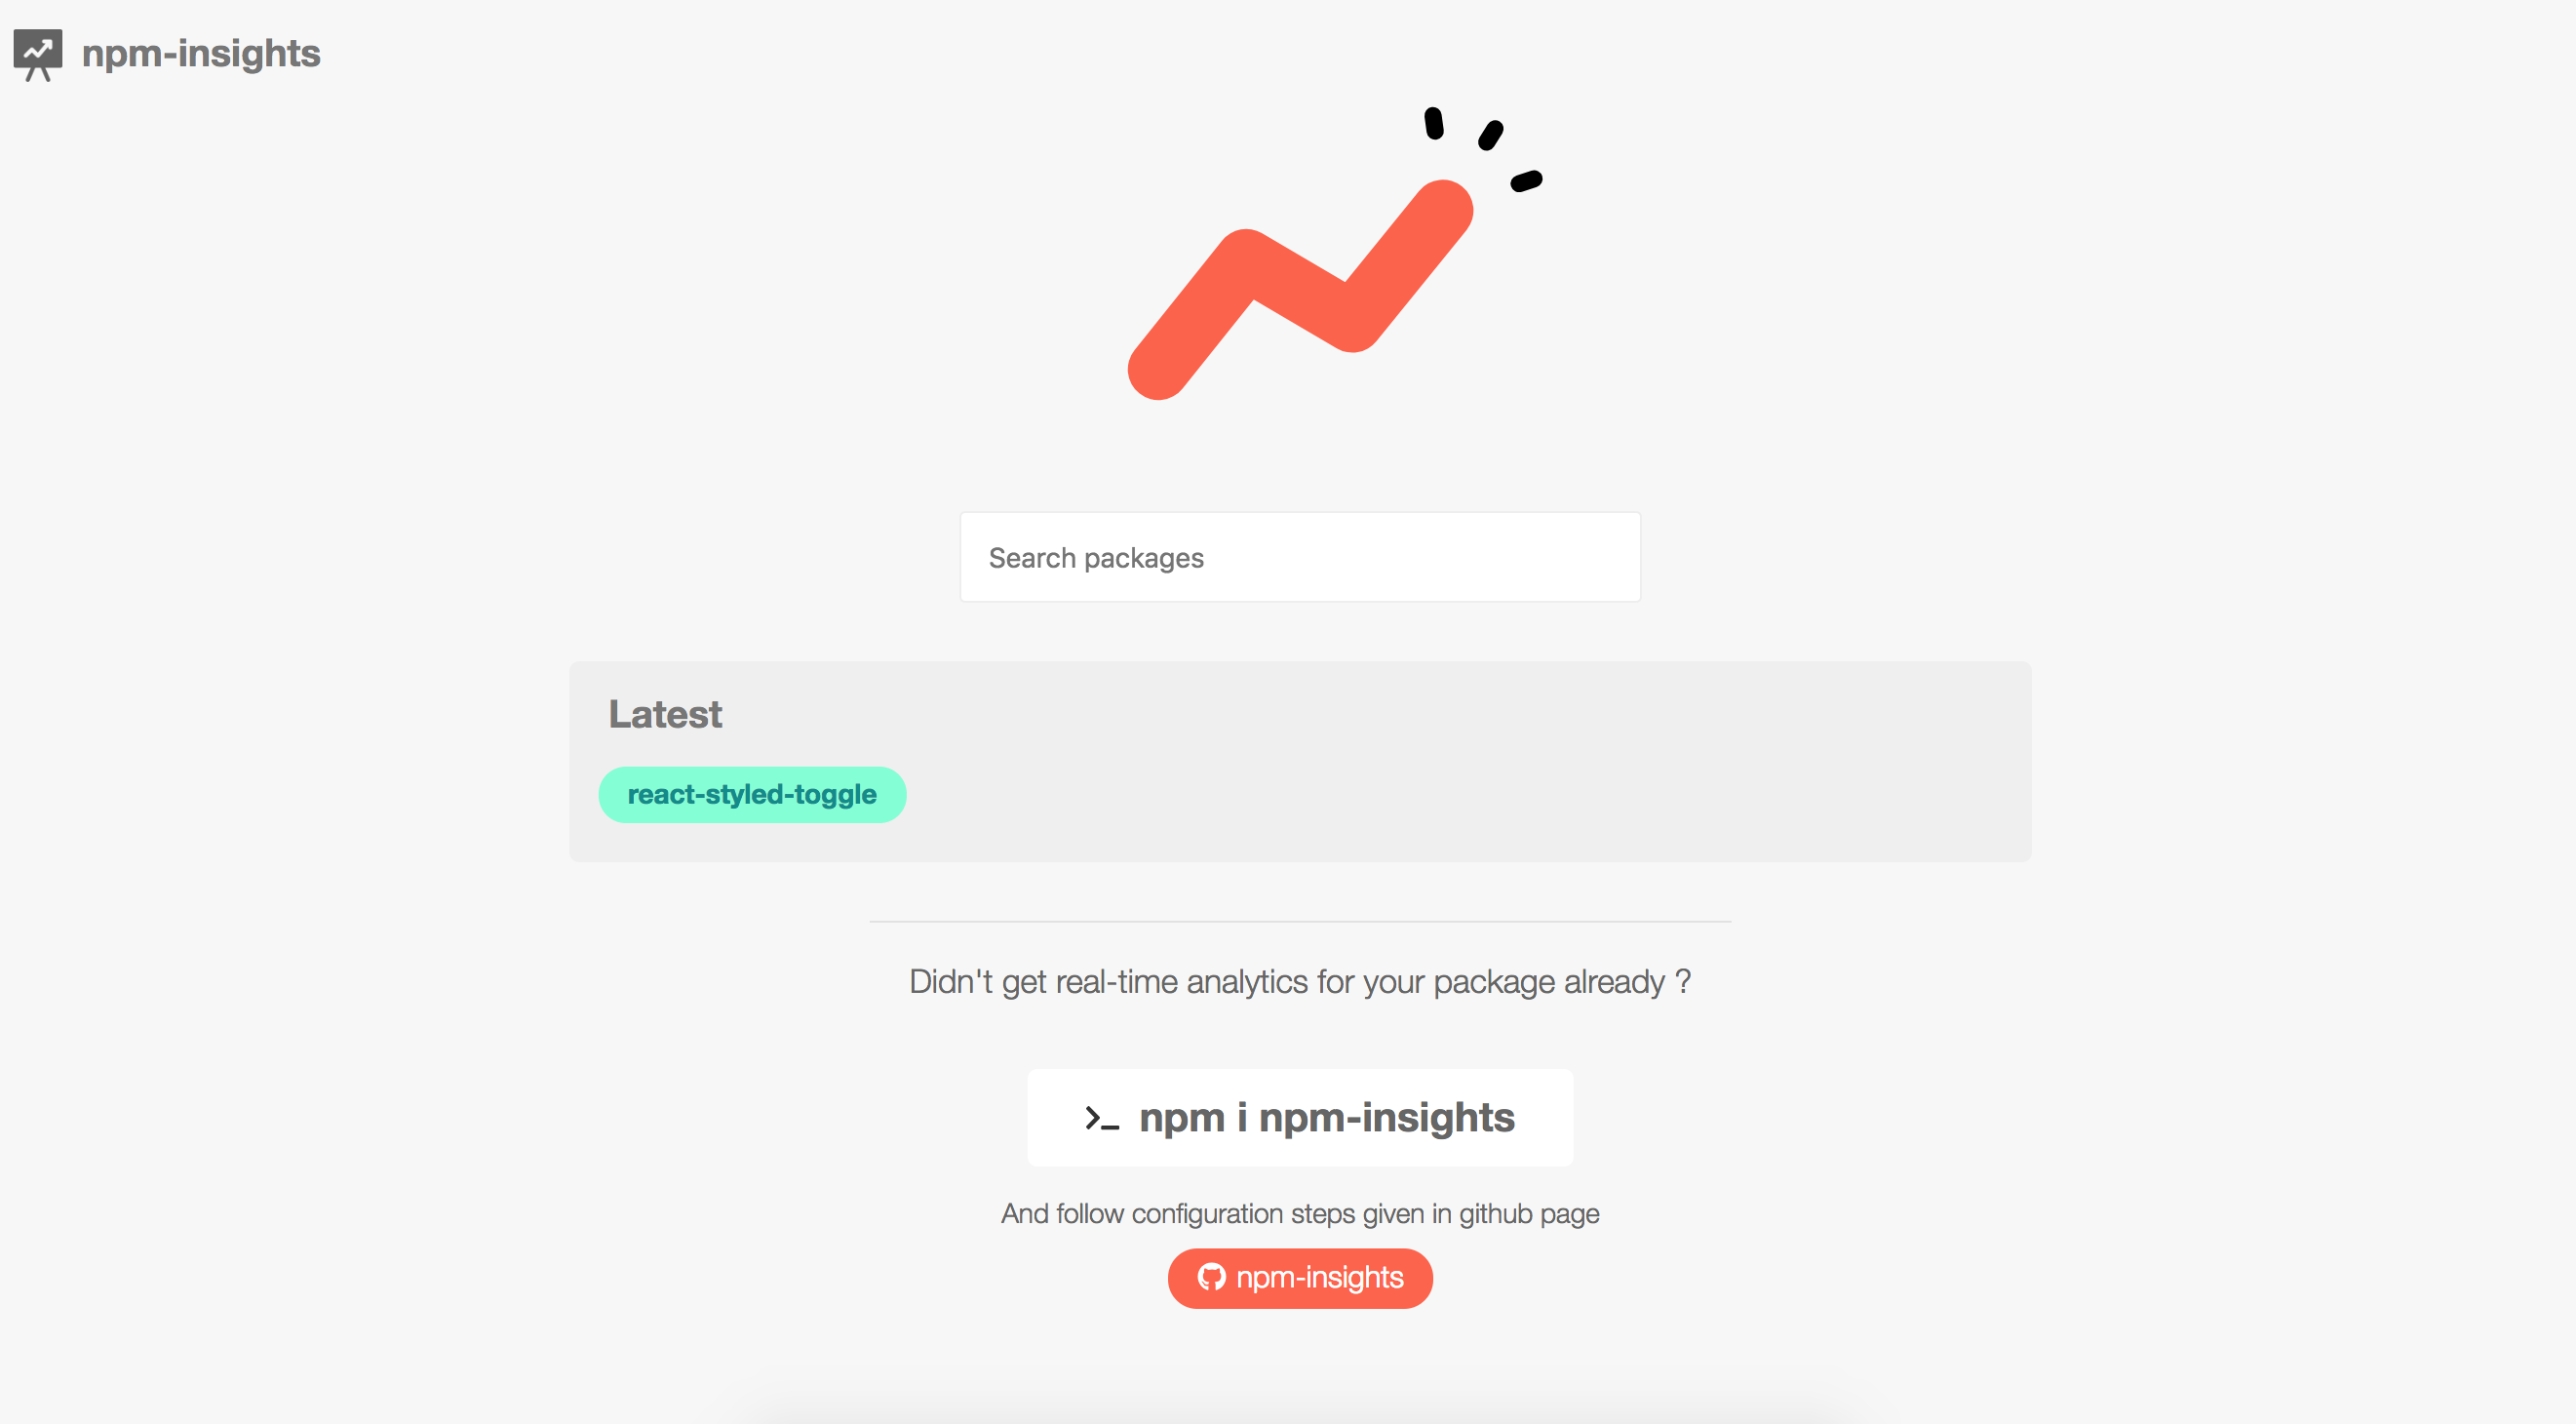 npm-insights
Search packages
Latest
react-styled-toggle
Didn't get real-time analytics for your package already ?
>_ npm i npm-insights
And follow configuration steps given in github page
npm-insights